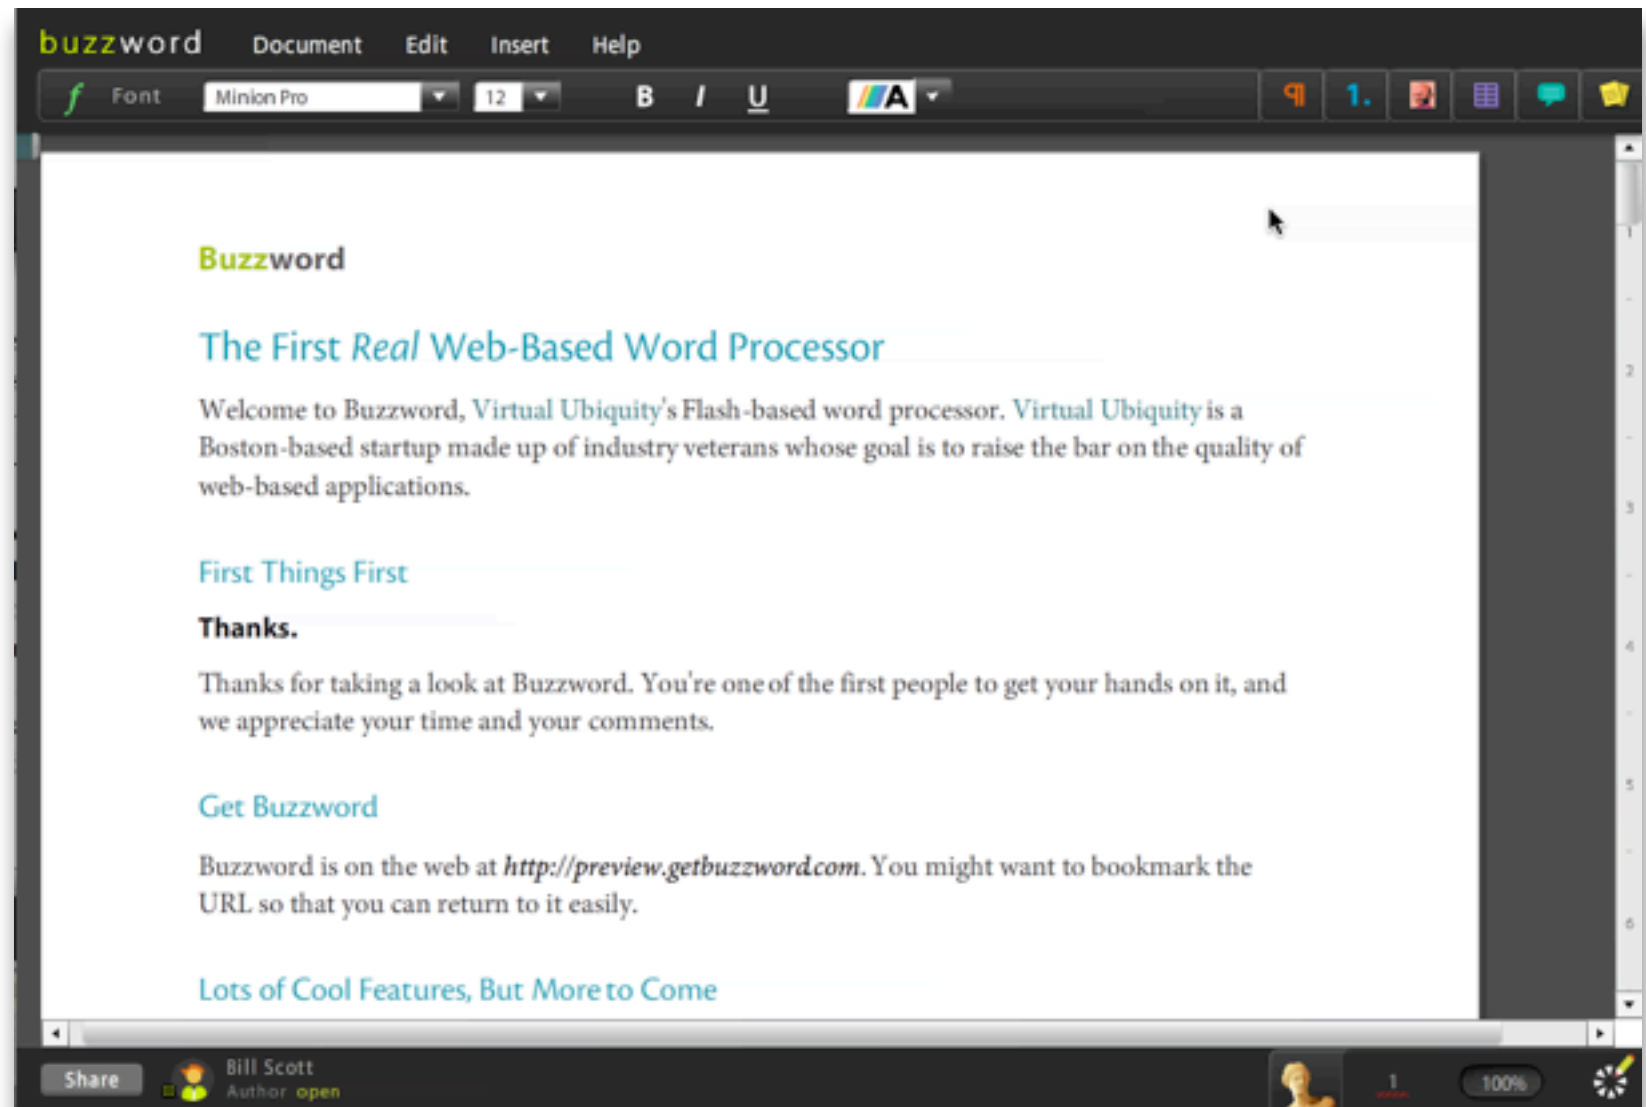 buzzword Document Edit Insert Help
Font Minion Pro 12 B I U A ¶ 1.
Buzzword
The First Real Web-Based Word Processor
Welcome to Buzzword, Virtual Ubiquity's Flash-based word processor. Virtual Ubiquity is a
Boston-based startup made up of industry veterans whose goal is to raise the bar on the quality of
web-based applications.
First Things First
Thanks.
Thanks for taking a look at Buzzword. You're one of the first people to get your hands on it, and
we appreciate your time and your comments.
Get Buzzword
Buzzword is on the web at http://preview.getbuzzword.com. You might want to bookmark the
URL so that you can return to it easily.
Lots of Cool Features, But More to Come
1
2
3
4
5
6
Share Bill Scott
Author open
1 100%